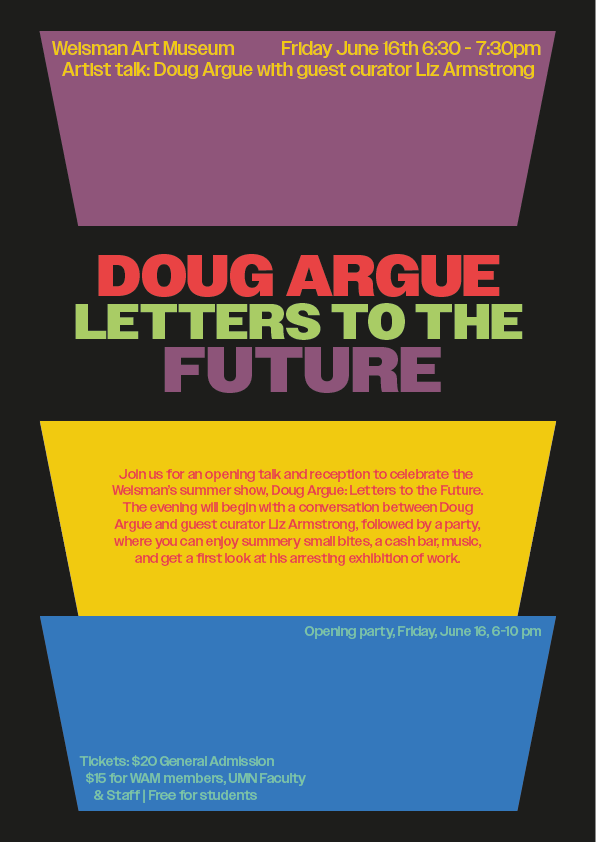 Weisman Art Museum Friday June 16th 6:30 - 7:30pm
Artist talk: Doug Argue with guest curator Liz Armstrong
DOUG ARGUE
LETTERS TO THE
FUTURE
Join us for an opening talk and reception to celebrate the
Weisman's summer show, Doug Argue: Letters to the Future.
The evening will begin with a conversation between Doug
Argue and guest curator Liz Armstrong, followed by a party,
where you can enjoy summery small bites, a cash bar, music,
and get a first look at his arresting exhibition of work.
Opening party, Friday, June 16, 6-10 pm
Tickets: $20 General Admission
$15 for WAM members, UMN Faculty
& Staff | Free for students